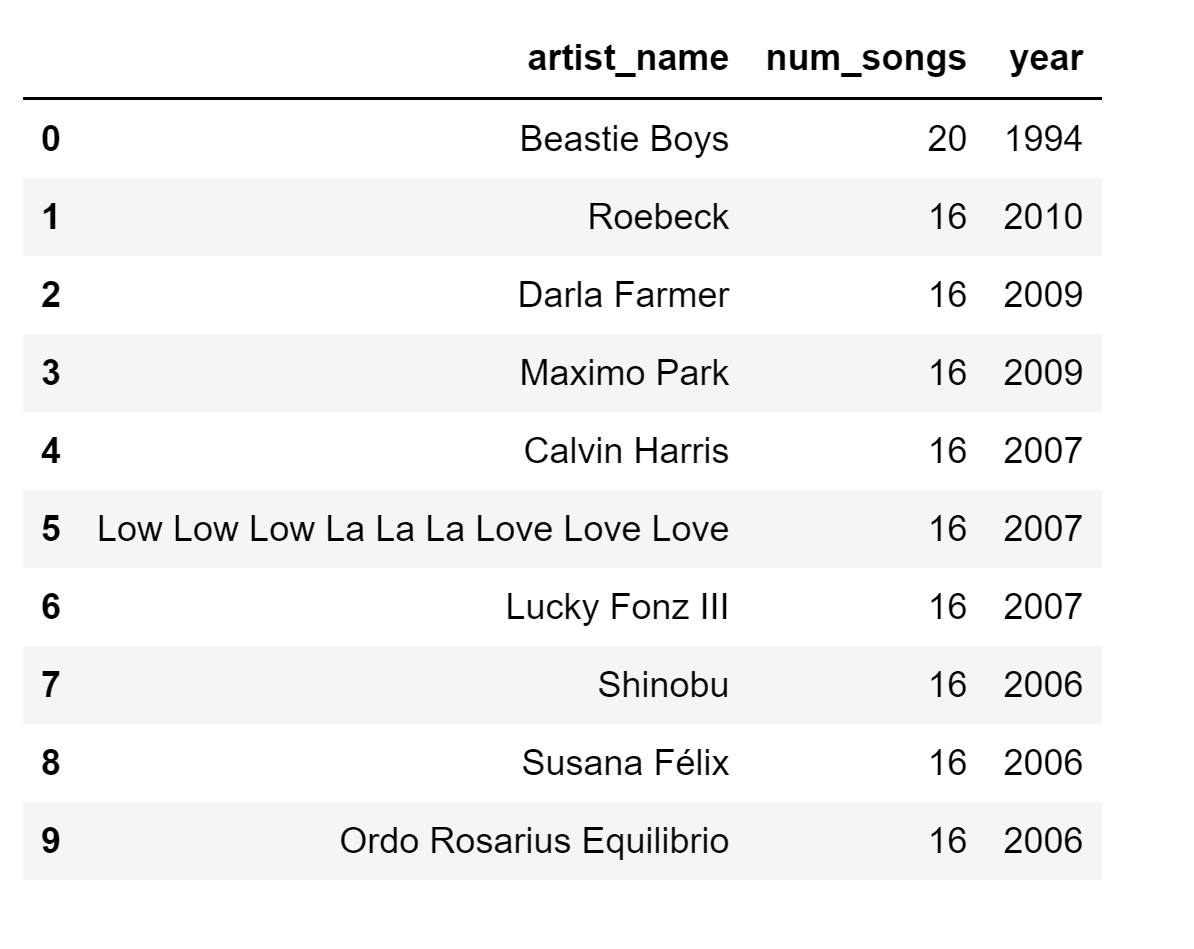 artist_name num_songs year
0 Beastie Boys 20 1994
1 Roebeck 16 2010
2 Darla Farmer 16 2009
3 Maximo Park 16 2009
4 Calvin Harris 16 2007
5 Low Low Low La La La Love Love Love 16 2007
6 Lucky Fonz III 16 2007
7 Shinobu 16 2006
8 Susana Félix 16 2006
9 Ordo Rosarius Equilibrio 16 2006